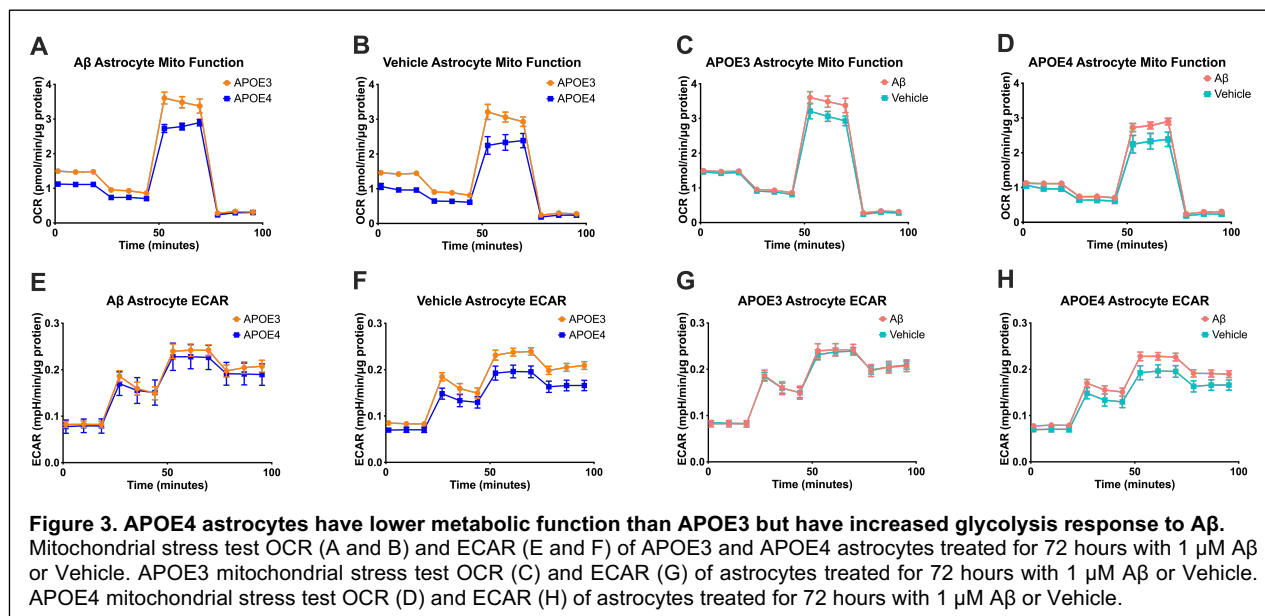 A
Aβ Astrocyte Mito Function
APOE3
APOE4
OCR (pmol/min/µg protien)
4
3
2
1
0
0
50
100
Time (minutes)
B
Vehicle Astrocyte Mito Function
APOE3
APOE4
OCR (pmol/min/µg protien)
4
3
2
1
0
0
50
100
Time (minutes)
C
APOE3 Astrocyte Mito Function
Aβ
Vehicle
OCR (pmol/min/µg protien)
4
3
2
1
0
0
50
100
Time (minutes)
D
APOE4 Astrocyte Mito Function
Aβ
Vehicle
OCR (pmol/min/µg protien)
4
3
2
1
0
0
50
100
Time (minutes)
E
Aβ Astrocyte ECAR
APOE3
APOE4
ECAR (mpH/min/µg protien)
0.3
0.2
0.1
0.0
0
50
100
Time (minutes)
F
Vehicle Astrocyte ECAR
APOE3
APOE4
ECAR (mpH/min/µg protien)
0.3
0.2
0.1
0.0
0
50
100
Time (minutes)
G
APOE3 Astrocyte ECAR
Aβ
Vehicle
ECAR (mpH/min/µg protien)
0.3
0.2
0.1
0.0
0
50
100
Time (minutes)
H
APOE4 Astrocyte ECAR
Aβ
Vehicle
ECAR (mpH/min/µg protien)
0.3
0.2
0.1
0.0
0
50
100
Time (minutes)
Figure 3. APOE4 astrocytes have lower metabolic function than APOE3 but have increased glycolysis response to Aβ.
Mitochondrial stress test OCR (A and B) and ECAR (E and F) of APOE3 and APOE4 astrocytes treated for 72 hours with 1 µM Aβ
or Vehicle. APOE3 mitochondrial stress test OCR (C) and ECAR (G) of astrocytes treated for 72 hours with 1 µM Aβ or Vehicle.
APOE4 mitochondrial stress test OCR (D) and ECAR (H) of astrocytes treated for 72 hours with 1 µM Aβ or Vehicle.